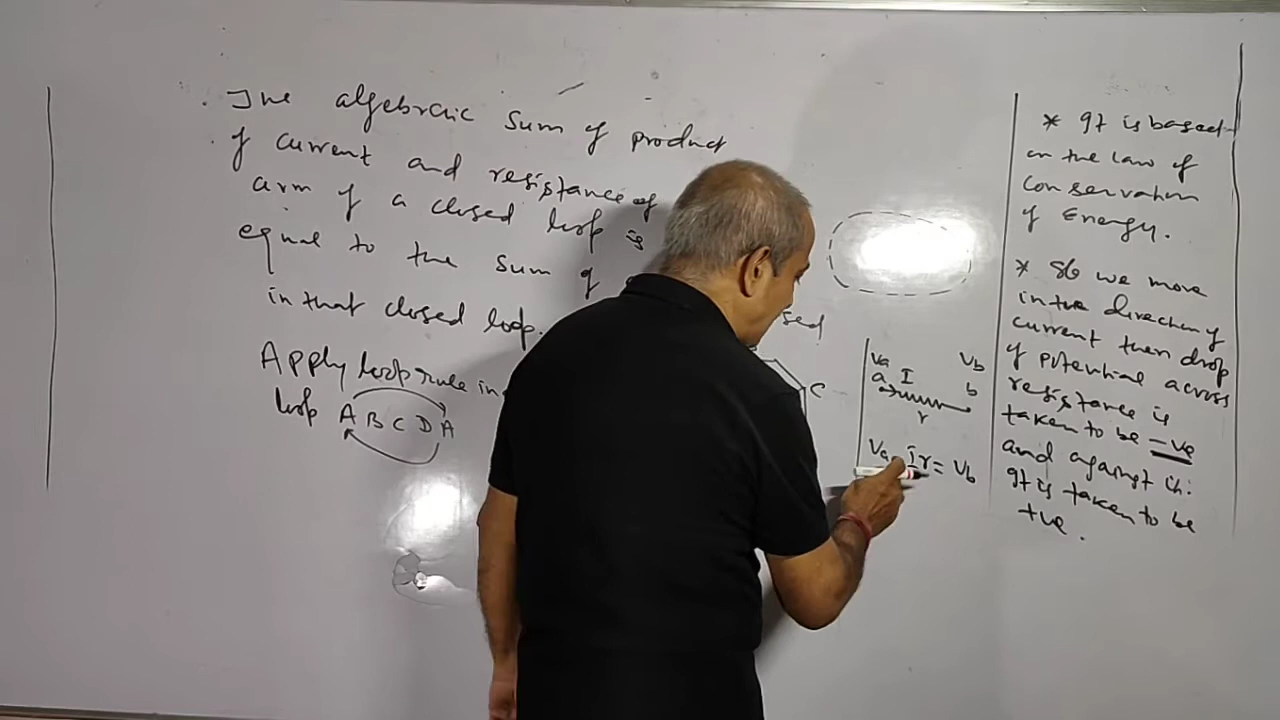 . The algebraic sum of product
of current and resistance of
arm of a closed loop is
equal to the sum of
in that closed loop.
Apply loop rule in
loop A B C D A
C
Va Vb
a I b
r
Va - Ir = Vb
* It is based
on the law of
conservation
of Energy.
* If we move
in the direction of
current then drop
of potential across
resistance is
taken to be -ve
and against it
It is taken to be
+ve.